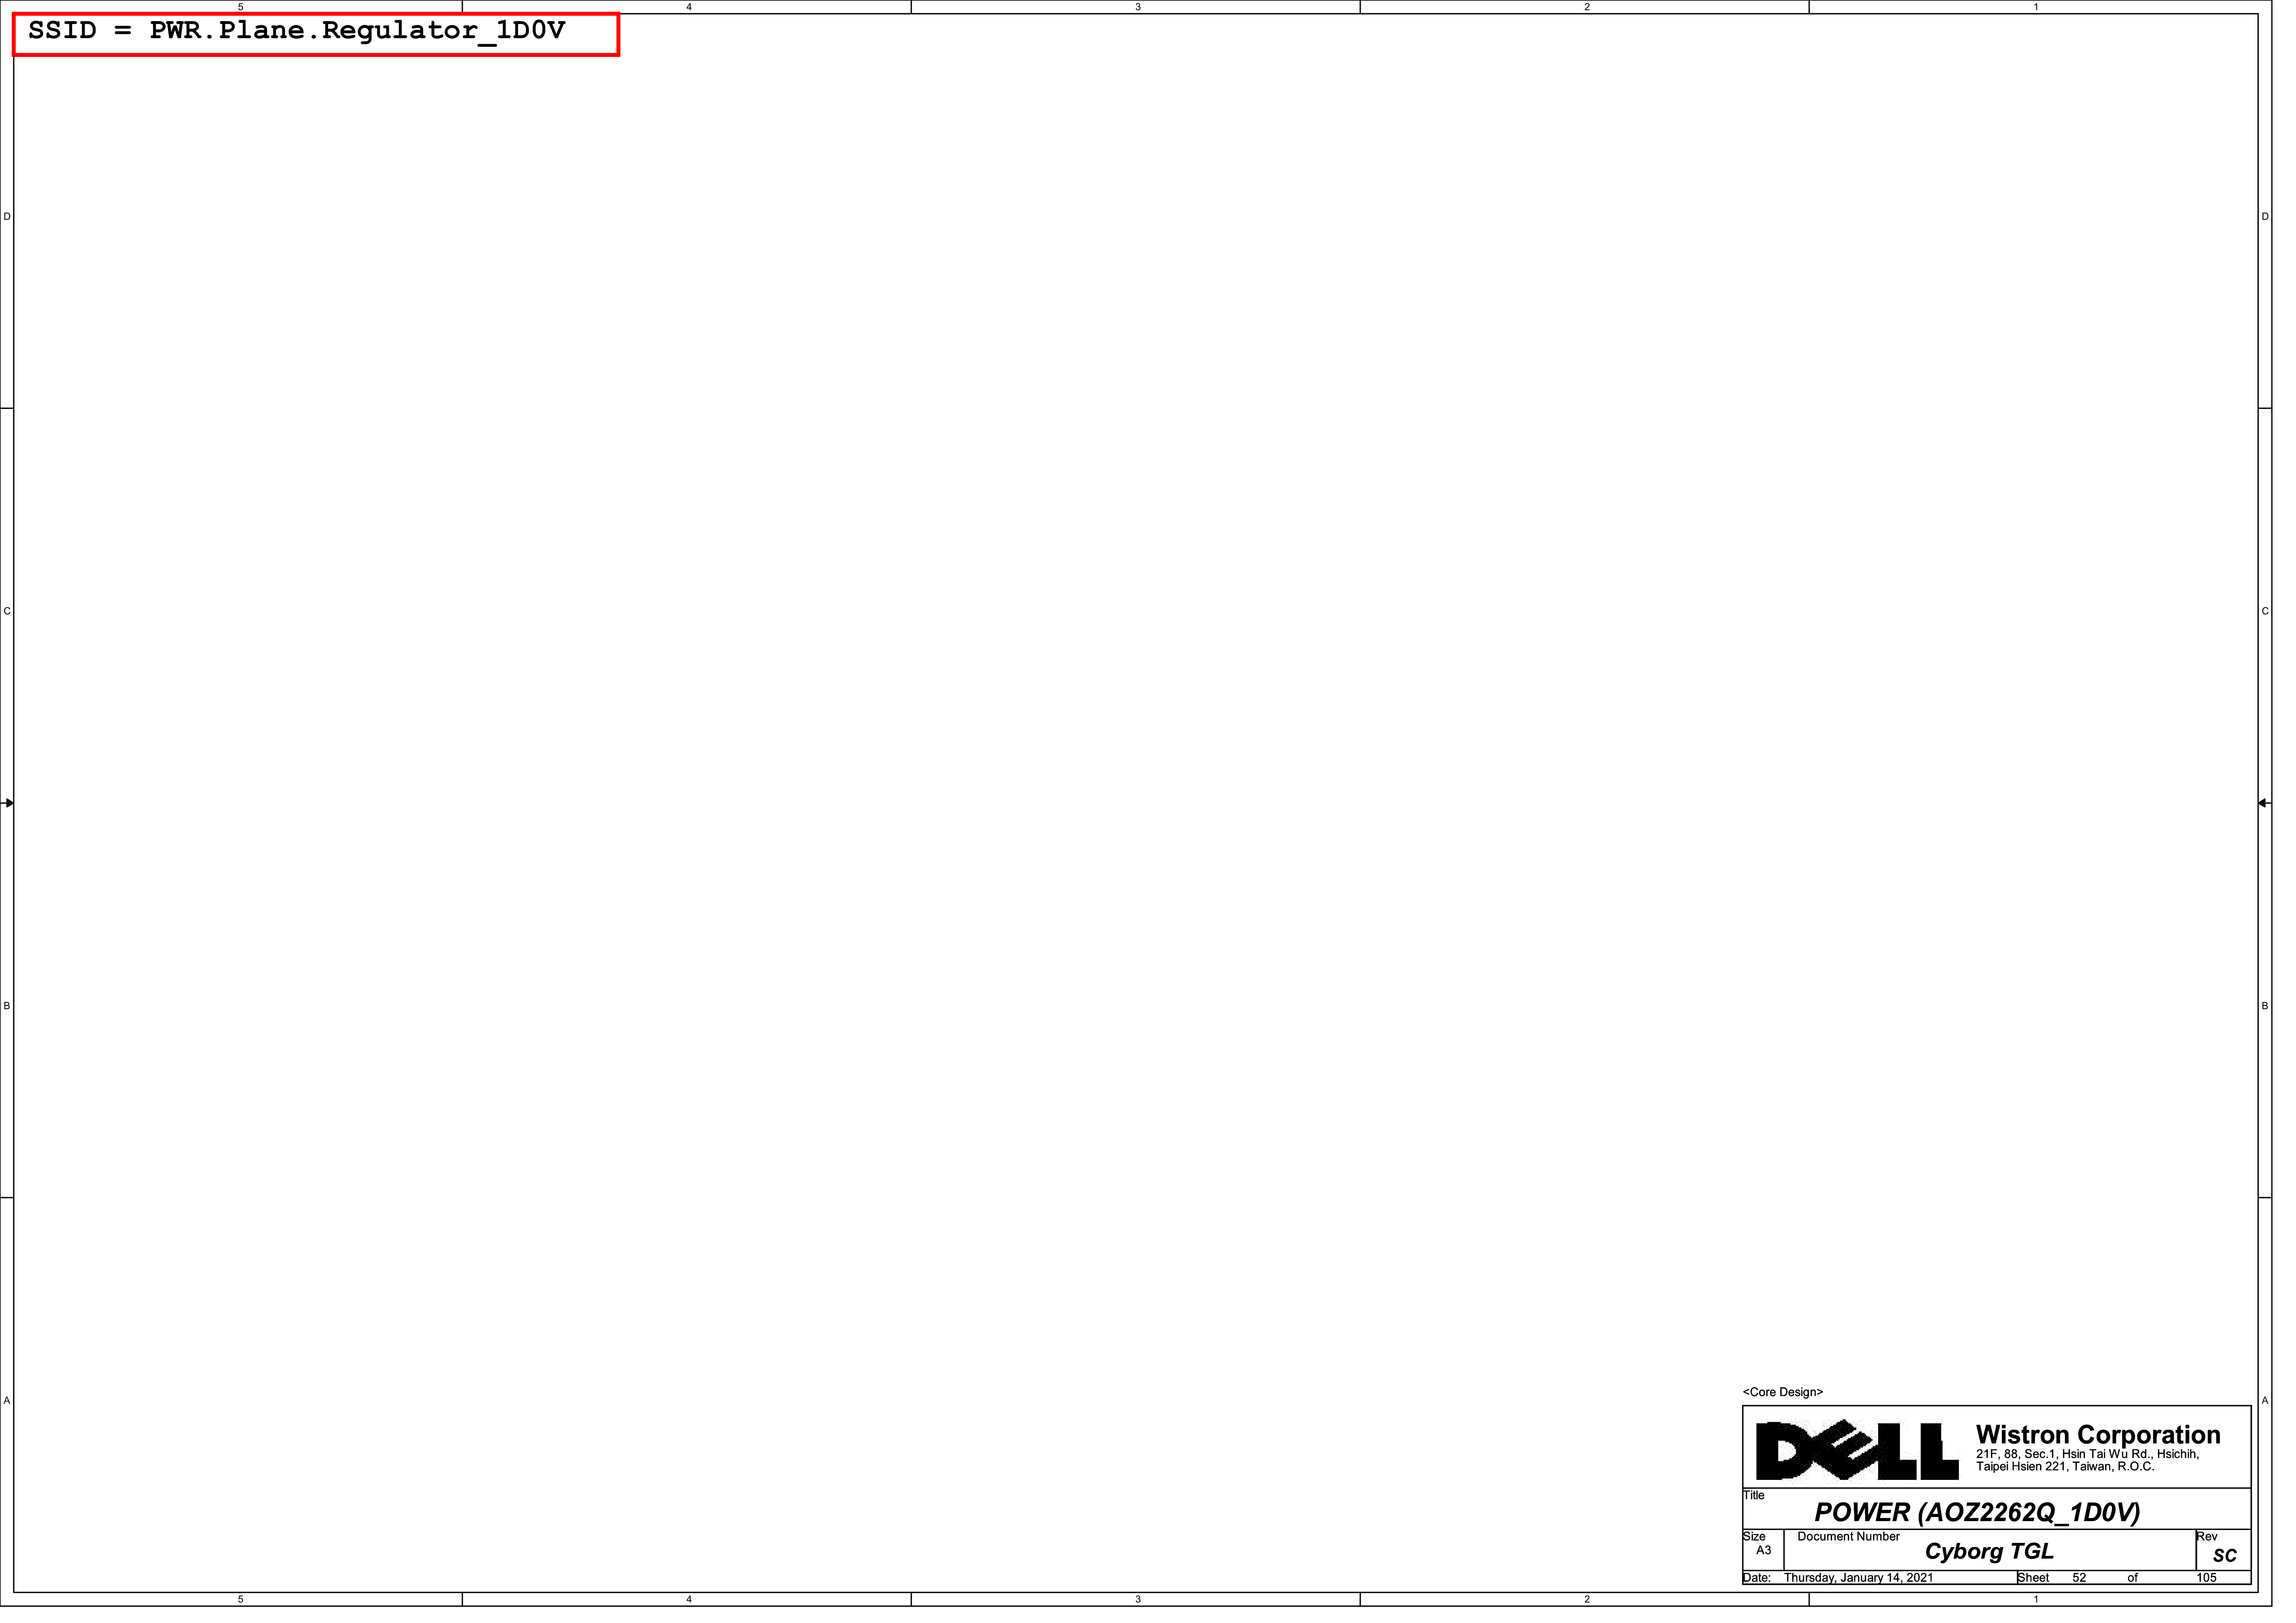 5 4 3 2 1
SSID = PWR.Plane.Regulator_1D0V
D D
C C
B B
A A
<Core Design>
DELL
Wistron Corporation
21F, 88, Sec.1, Hsin Tai Wu Rd., Hsichih,
Taipei Hsien 221, Taiwan, R.O.C.
Title
POWER (AOZ2262Q_1D0V)
Size Document Number Rev
A3 Cyborg TGL SC
Date: Thursday, January 14, 2021 Sheet 52 of 105
5 4 3 2 1